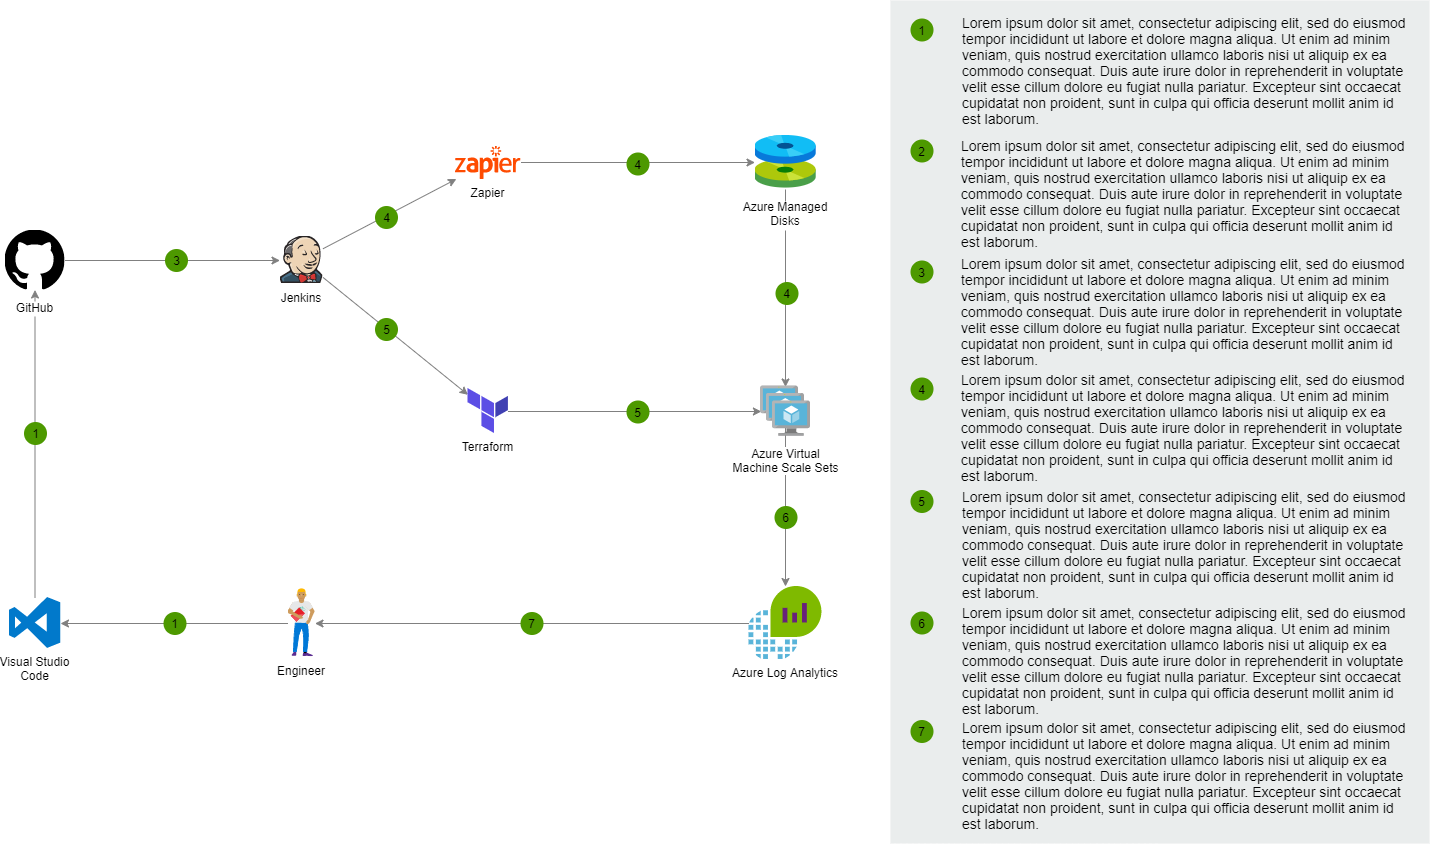 zapier
Zapier
4
Azure Managed
Disks
4
GitHub
3
Jenkins
4
5
Terraform
5
Azure Virtual
Machine Scale Sets
1
6
Visual Studio
Code
1
Engineer
7
Azure Log Analytics
1
Lorem ipsum dolor sit amet, consectetur adipiscing elit, sed do eiusmod
tempor incididunt ut labore et dolore magna aliqua. Ut enim ad minim
veniam, quis nostrud exercitation ullamco laboris nisi ut aliquip ex ea
commodo consequat. Duis aute irure dolor in reprehenderit in voluptate
velit esse cillum dolore eu fugiat nulla pariatur. Excepteur sint occaecat
cupidatat non proident, sunt in culpa qui officia deserunt mollit anim id
est laborum.
2
Lorem ipsum dolor sit amet, consectetur adipiscing elit, sed do eiusmod
tempor incididunt ut labore et dolore magna aliqua. Ut enim ad minim
veniam, quis nostrud exercitation ullamco laboris nisi ut aliquip ex ea
commodo consequat. Duis aute irure dolor in reprehenderit in voluptate
velit esse cillum dolore eu fugiat nulla pariatur. Excepteur sint occaecat
cupidatat non proident, sunt in culpa qui officia deserunt mollit anim id
est laborum.
3
Lorem ipsum dolor sit amet, consectetur adipiscing elit, sed do eiusmod
tempor incididunt ut labore et dolore magna aliqua. Ut enim ad minim
veniam, quis nostrud exercitation ullamco laboris nisi ut aliquip ex ea
commodo consequat. Duis aute irure dolor in reprehenderit in voluptate
velit esse cillum dolore eu fugiat nulla pariatur. Excepteur sint occaecat
cupidatat non proident, sunt in culpa qui officia deserunt mollit anim id
est laborum.
4
Lorem ipsum dolor sit amet, consectetur adipiscing elit, sed do eiusmod
tempor incididunt ut labore et dolore magna aliqua. Ut enim ad minim
veniam, quis nostrud exercitation ullamco laboris nisi ut aliquip ex ea
commodo consequat. Duis aute irure dolor in reprehenderit in voluptate
velit esse cillum dolore eu fugiat nulla pariatur. Excepteur sint occaecat
cupidatat non proident, sunt in culpa qui officia deserunt mollit anim id
est laborum.
5
Lorem ipsum dolor sit amet, consectetur adipiscing elit, sed do eiusmod
tempor incididunt ut labore et dolore magna aliqua. Ut enim ad minim
veniam, quis nostrud exercitation ullamco laboris nisi ut aliquip ex ea
commodo consequat. Duis aute irure dolor in reprehenderit in voluptate
velit esse cillum dolore eu fugiat nulla pariatur. Excepteur sint occaecat
cupidatat non proident, sunt in culpa qui officia deserunt mollit anim id
est laborum.
6
Lorem ipsum dolor sit amet, consectetur adipiscing elit, sed do eiusmod
tempor incididunt ut labore et dolore magna aliqua. Ut enim ad minim
veniam, quis nostrud exercitation ullamco laboris nisi ut aliquip ex ea
commodo consequat. Duis aute irure dolor in reprehenderit in voluptate
velit esse cillum dolore eu fugiat nulla pariatur. Excepteur sint occaecat
cupidatat non proident, sunt in culpa qui officia deserunt mollit anim id
est laborum.
7
Lorem ipsum dolor sit amet, consectetur adipiscing elit, sed do eiusmod
tempor incididunt ut labore et dolore magna aliqua. Ut enim ad minim
veniam, quis nostrud exercitation ullamco laboris nisi ut aliquip ex ea
commodo consequat. Duis aute irure dolor in reprehenderit in voluptate
velit esse cillum dolore eu fugiat nulla pariatur. Excepteur sint occaecat
cupidatat non proident, sunt in culpa qui officia deserunt mollit anim id
est laborum.